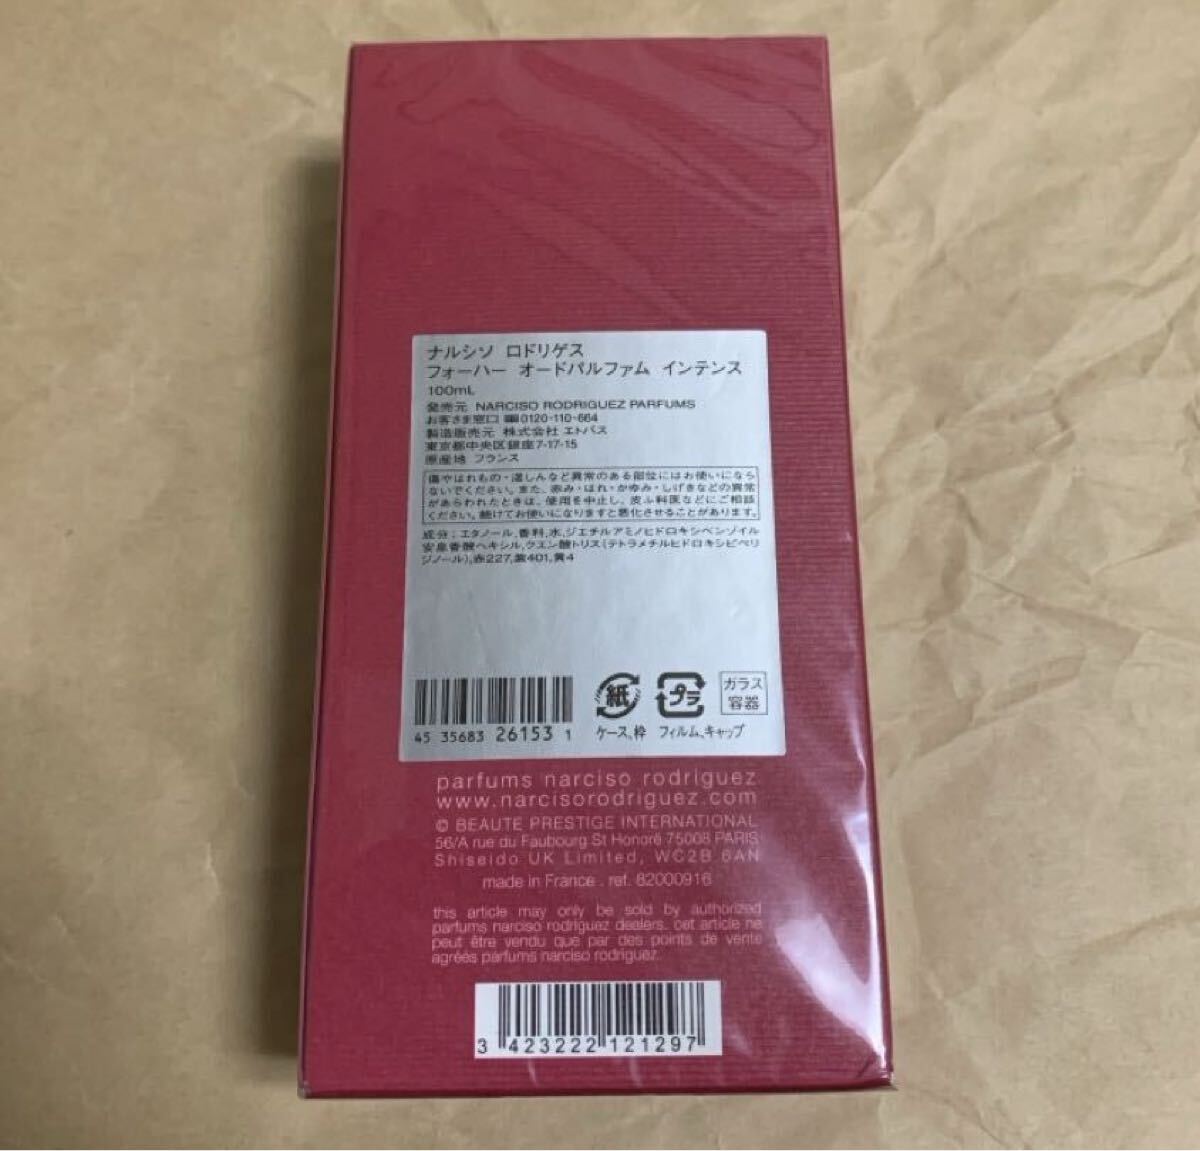 ナルシソ ロドリゲス
フォーハー オードパルファム インテンス
100mL
発売元 NARCISO RODRIGUEZ PARFUMS
お客さま窓口 0120-110-664
製造販売元 株式会社 エトバス
東京都中央区銀座7-17-15
原産地 フランス
傷やはれもの・湿しんなど異常のある部位にはお使いになら
ないでください。また、赤み・はれ・かゆみ・しげきなどの異常
があらわれたときは、使用を中止し、皮ふ科医などにご相談
ください。続けてお使いになりますと悪化させることがあります。
成分：エタノール,香料,水,ジエチルアミノヒドロキシベンゾイル
安息香酸ヘキシル,クエン酸トリス(テトラメチルヒドロキシピペリ
ジノール),赤227,紫401,黄4
45 35683 26153 1
紙 プラ ガラス容器
ケース、枠 フィルム、キャップ
parfums narciso rodriguez
www.narcisorodriguez.com
© BEAUTE PRESTIGE INTERNATIONAL
56/A rue du Faubourg St Honoré 75008 PARIS
Shiseido UK Limited, WC2B 6AN
made in France . ref. 82000916
this article may only be sold by authorized
parfums narciso rodriguez dealers. cet article ne
peut être vendu que par des points de vente
agréés parfums narciso rodriguez.
3 423222 121297